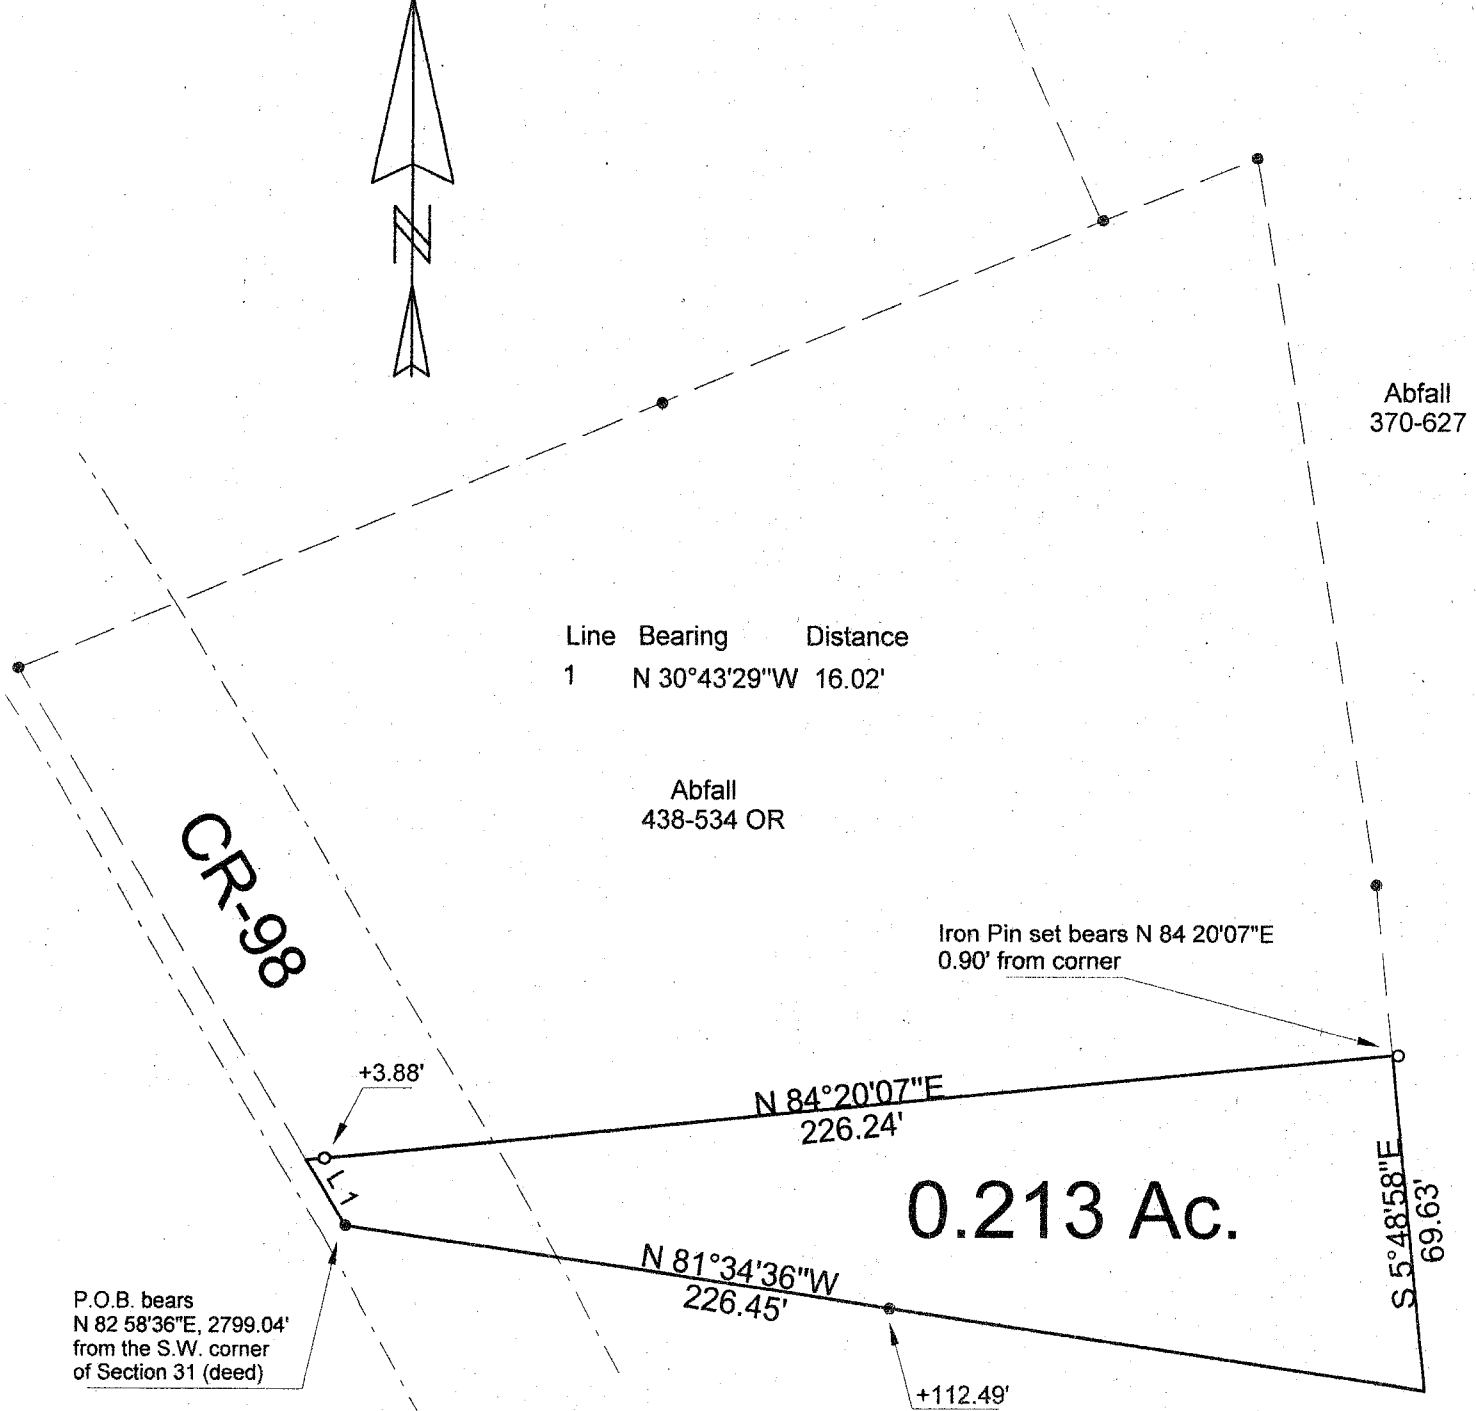 N
Abfall
370-627
Line Bearing Distance
1 N 30°43'29"W 16.02'
Abfall
438-534 OR
CR-98
Iron Pin set bears N 84 20'07"E
0.90' from corner
+3.88'
N 84°20'07"E
226.24'
L 1
0.213 Ac.
S 5°48'58"E
69.63'
N 81°34'36"W
226.45'
P.O.B. bears
N 82 58'36"E, 2799.04'
from the S.W. corner
of Section 31 (deed)
+112.49'